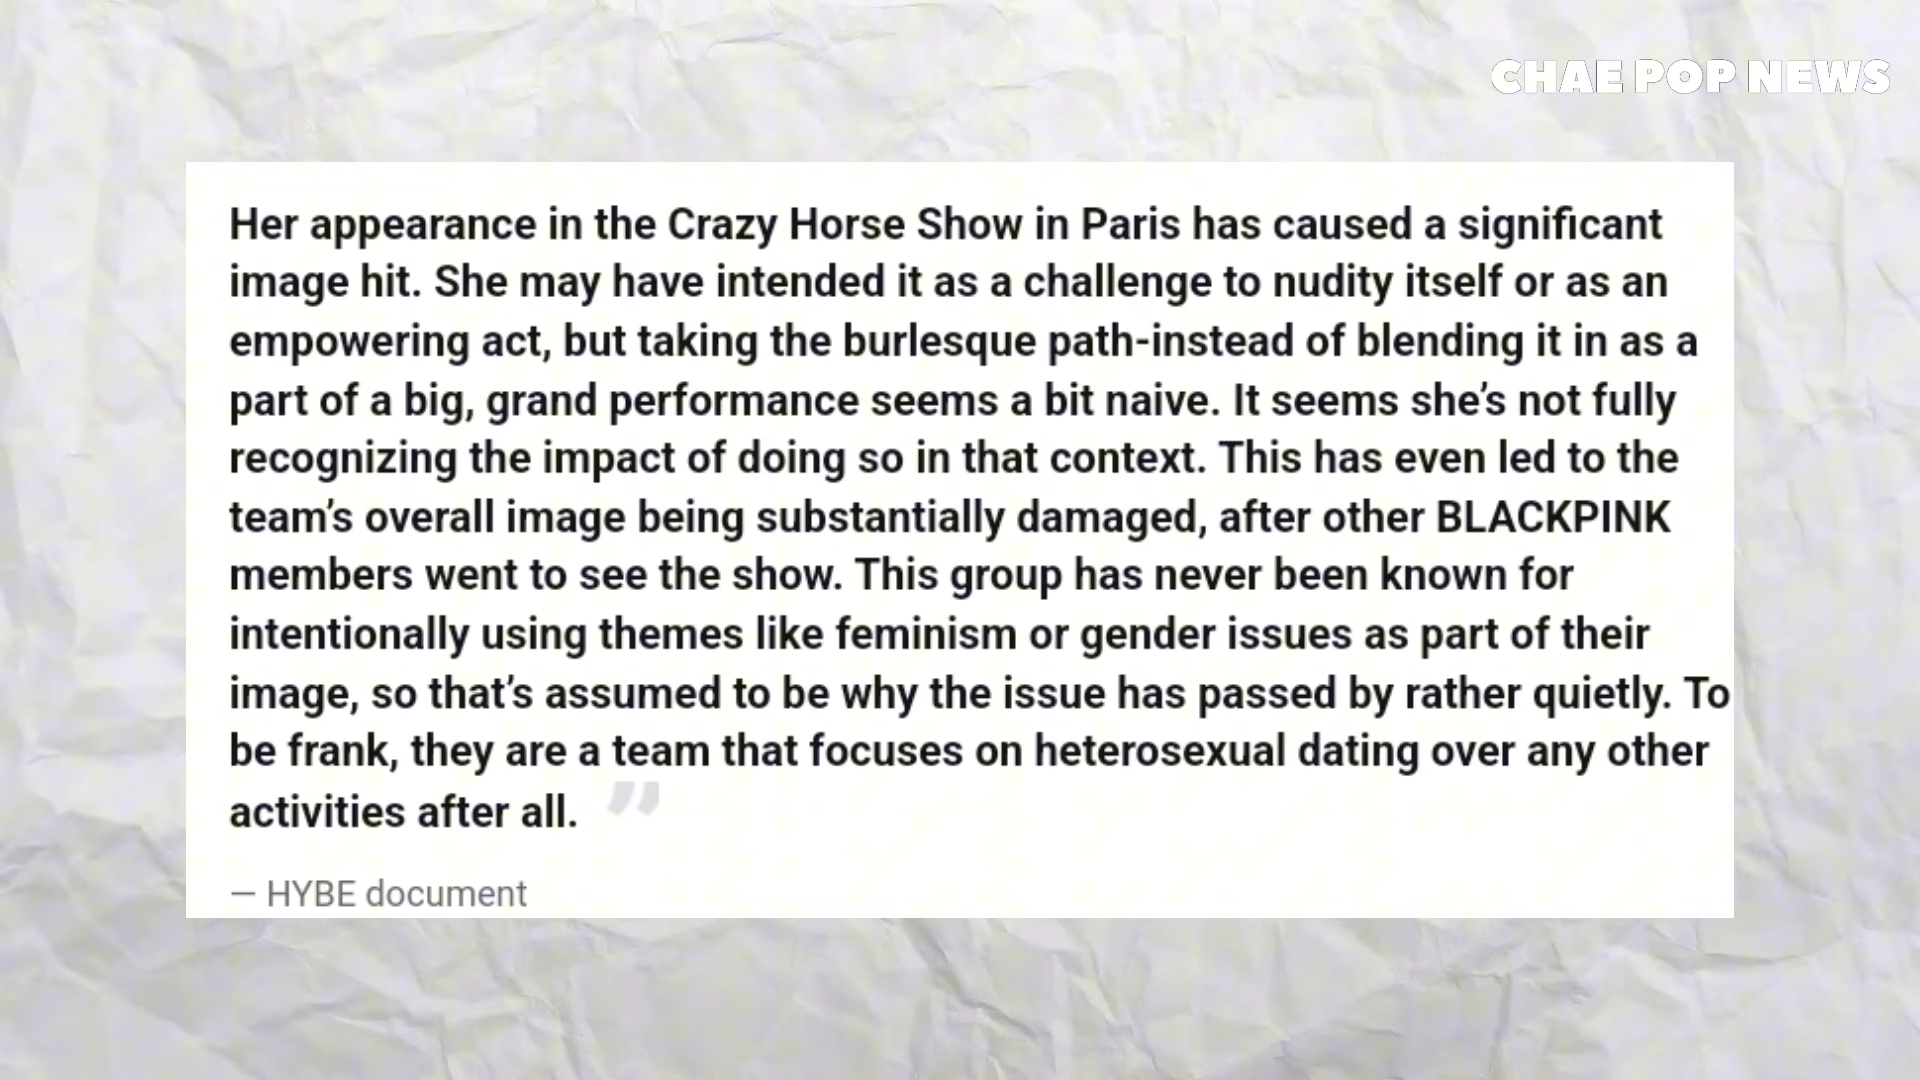 CHAE POP NEWS
Her appearance in the Crazy Horse Show in Paris has caused a significant
image hit. She may have intended it as a challenge to nudity itself or as an
empowering act, but taking the burlesque path-instead of blending it in as a
part of a big, grand performance seems a bit naive. It seems she’s not fully
recognizing the impact of doing so in that context. This has even led to the
team’s overall image being substantially damaged, after other BLACKPINK
members went to see the show. This group has never been known for
intentionally using themes like feminism or gender issues as part of their
image, so that’s assumed to be why the issue has passed by rather quietly. To
be frank, they are a team that focuses on heterosexual dating over any other
activities after all. ”
— HYBE document